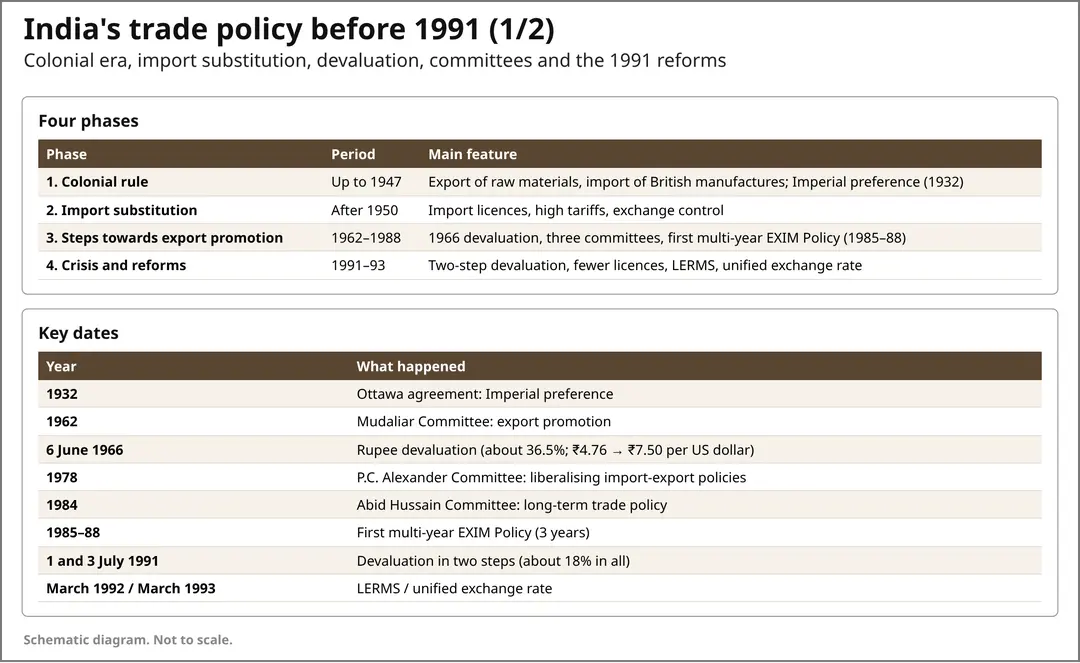 India's trade policy before 1991 (1/2)
Colonial era, import substitution, devaluation, committees and the 1991 reforms
Four phases
Phase Period Main feature
1. Colonial rule Up to 1947 Export of raw materials, import of British manufactures; Imperial preference (1932)
2. Import substitution After 1950 Import licences, high tariffs, exchange control
3. Steps towards export promotion 1962–1988 1966 devaluation, three committees, first multi-year EXIM Policy (1985–88)
4. Crisis and reforms 1991–93 Two-step devaluation, fewer licences, LERMS, unified exchange rate
Key dates
Year What happened
1932 Ottawa agreement: Imperial preference
1962 Mudaliar Committee: export promotion
6 June 1966 Rupee devaluation (about 36.5%; ₹4.76 → ₹7.50 per US dollar)
1978 P.C. Alexander Committee: liberalising import-export policies
1984 Abid Hussain Committee: long-term trade policy
1985–88 First multi-year EXIM Policy (3 years)
1 and 3 July 1991 Devaluation in two steps (about 18% in all)
March 1992 / March 1993 LERMS / unified exchange rate
Schematic diagram. Not to scale.